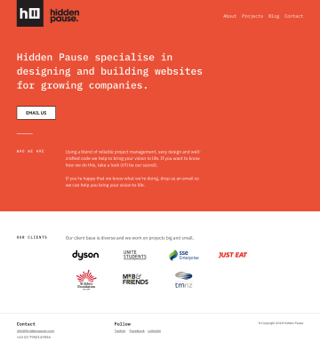 hidden
pause.
About Projects Blog Contact
Hidden Pause specialise in
designing and building websites
for growing companies.
EMAIL US
WHO WE ARE
Using a blend of reliable project management, sexy design and well-
crafted code we help to bring your vision to life. If you want to know
how we do this, take a look (it'll be our secret).
If you're happy that we know what we're doing, drop us an email so
we can help you bring your vision to life.
OUR CLIENTS
Our client base is diverse and we work on projects big and small.
dyson
UNITE
STUDENTS
sse
Enterprise
JUST EAT
Foundation
M&B
& FRIENDS
tmnz
Contact
Follow
Twitter Facebook LinkedIn
Hidden Pause